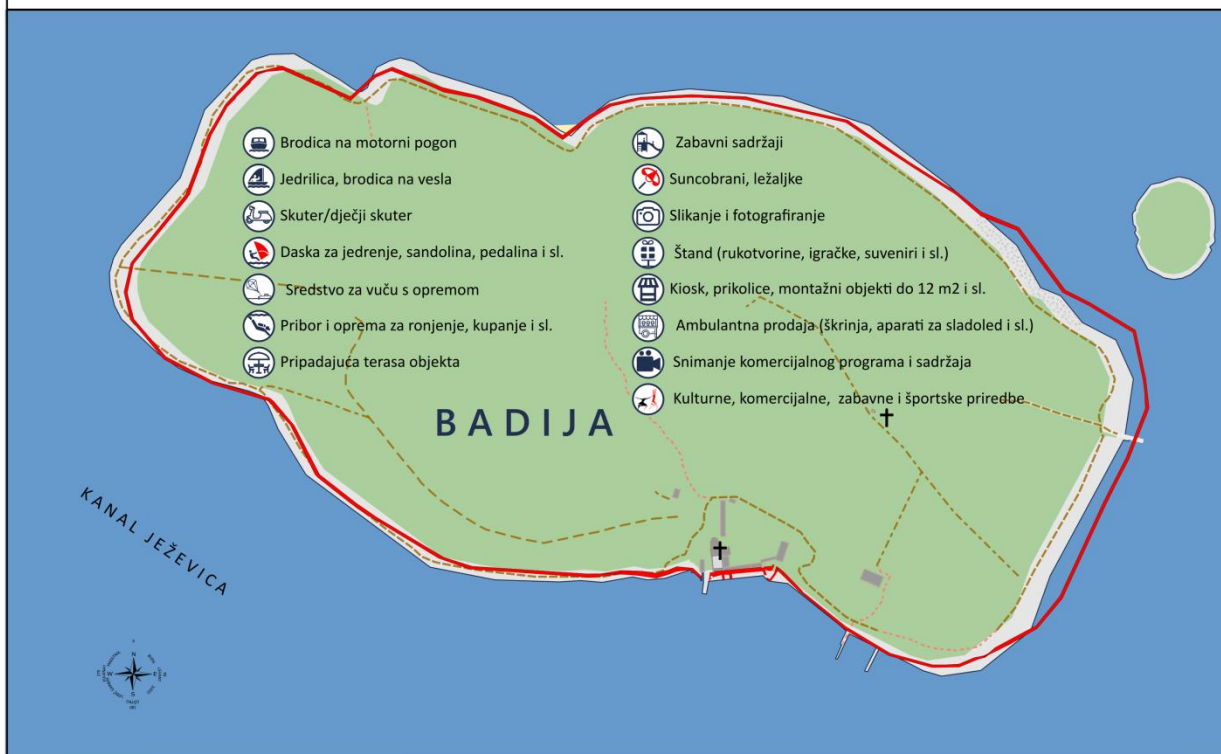 Brodica na motorni pogon
Jedrilica, brodica na vesla
Skuter/dječji skuter
Daska za jedrenje, sandolina, pedalina i sl.
Sredstvo za vuču s opremom
Pribor i oprema za ronjenje, kupanje i sl.
Pripadajuća terasa objekta
Zabavni sadržaji
Suncobrani, ležaljke
Slikanje i fotografiranje
Štand (rukotvorine, igračke, suveniri i sl.)
Kiosk, prikolice, montažni objekti do 12 m2 i sl.
Ambulantna prodaja (škrinja, aparati za sladoled i sl.)
Snimanje komercijalnog programa i sadržaja
Kulturne, komercijalne, zabavne i športske priredbe
BADIJA
KANAL JEŽEVICA
N
W E
S